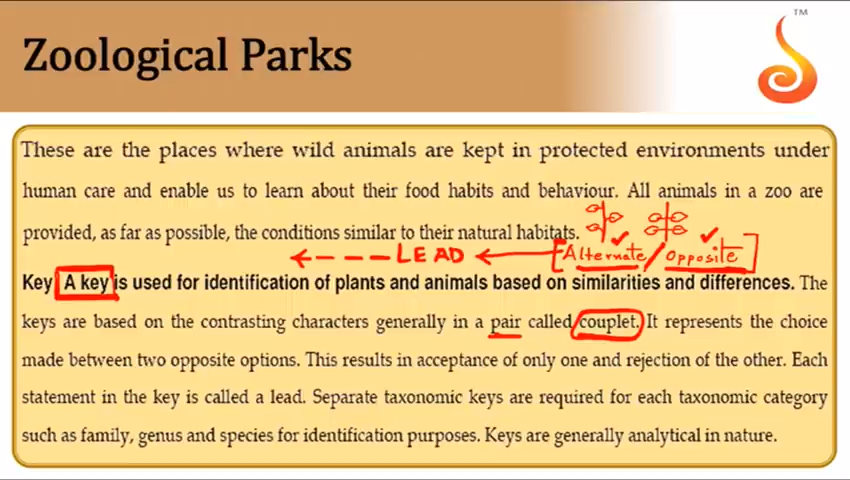 TM
Zoological Parks
These are the places where wild animals are kept in protected environments under
human care and enable us to learn about their food habits and behaviour. All animals in a zoo are
provided, as far as possible, the conditions similar to their natural habitats.
LEAD [Alternate / Opposite]
Key A key is used for identification of plants and animals based on similarities and differences. The
keys are based on the contrasting characters generally in a pair called couplet. It represents the choice
made between two opposite options. This results in acceptance of only one and rejection of the other. Each
statement in the key is called a lead. Separate taxonomic keys are required for each taxonomic category
such as family, genus and species for identification purposes. Keys are generally analytical in nature.